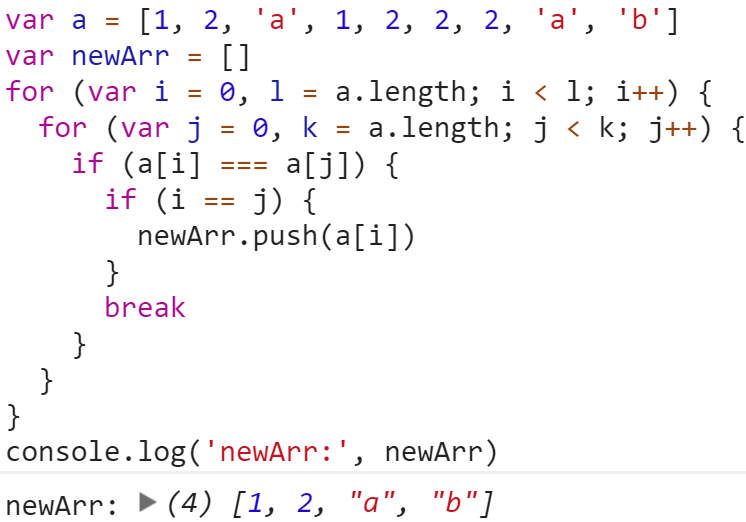 var a = [1, 2, 'a', 1, 2, 2, 2, 'a', 'b']
var newArr = []
for (var i = 0, l = a.length; i < l; i++) {
  for (var j = 0, k = a.length; j < k; j++) {
    if (a[i] === a[j]) {
      if (i == j) {
        newArr.push(a[i])
      }
      break
    }
  }
}
console.log('newArr:', newArr)
newArr: ▶ (4) [1, 2, "a", "b"]